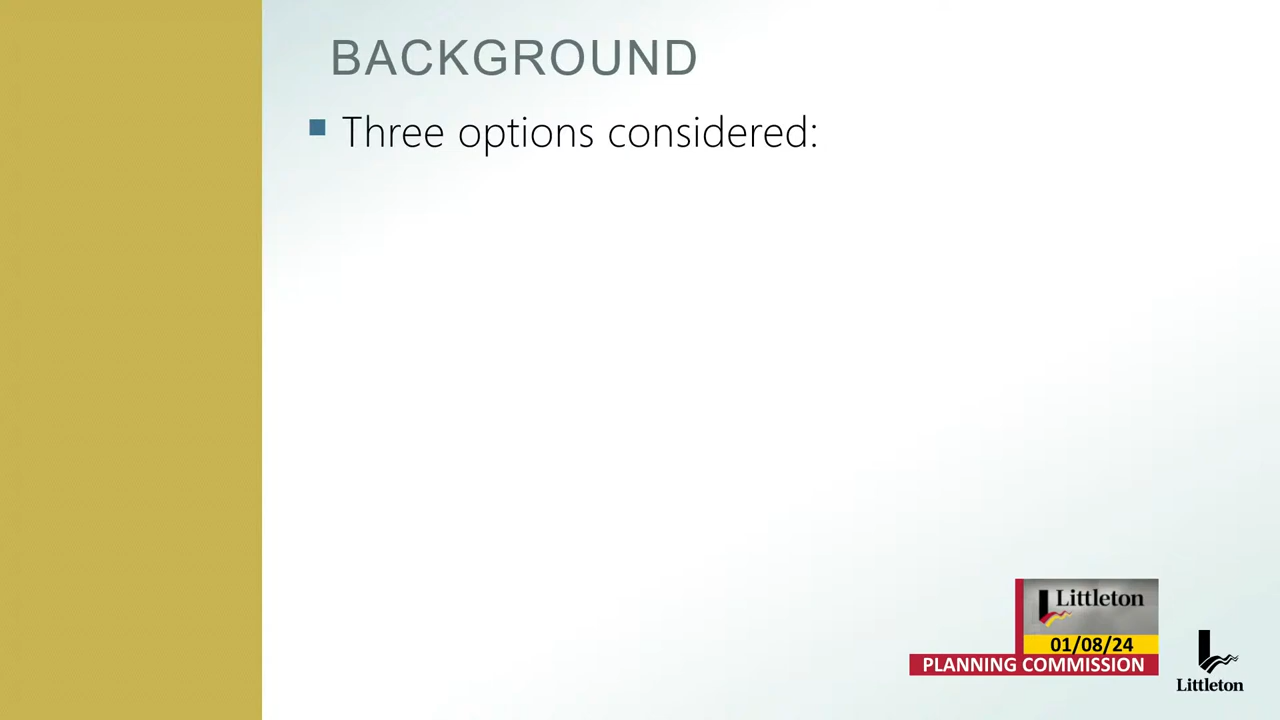 BACKGROUND
Three options considered:
Littleton
01/08/24
PLANNING COMMISSION
Littleton